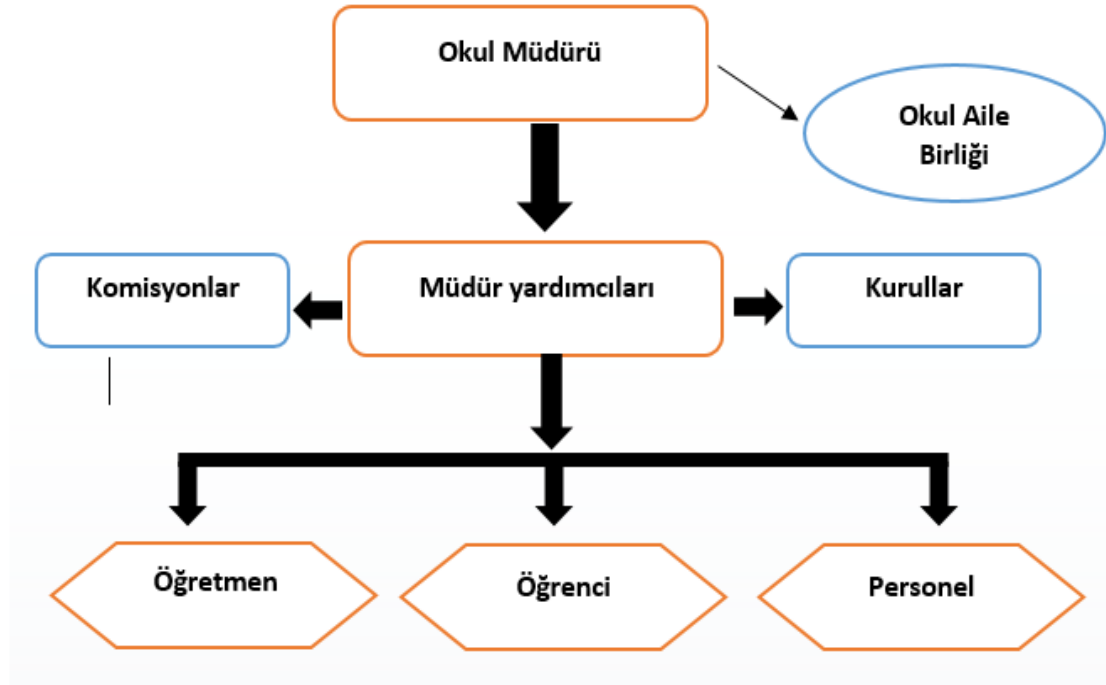 Okul Müdürü
Okul Aile
Birliği
Komisyonlar
Müdür yardımcıları
Kurullar
Öğretmen
Öğrenci
Personel